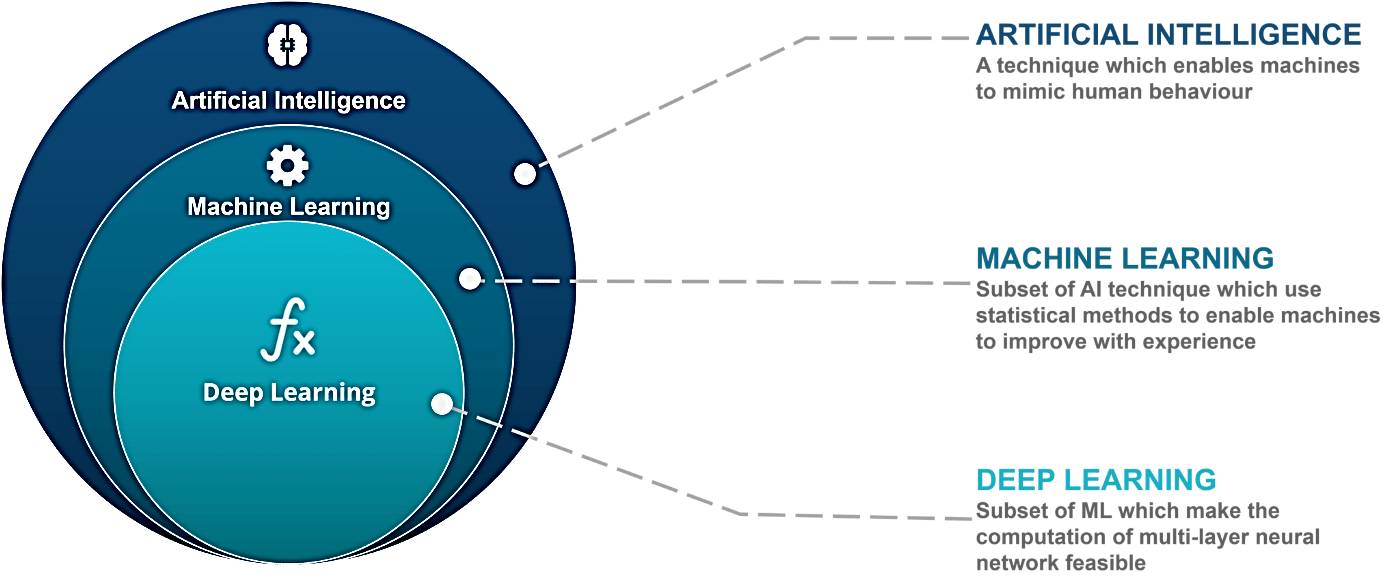 Artificial Intelligence
Machine Learning
fx
Deep Learning
ARTIFICIAL INTELLIGENCE
A technique which enables machines
to mimic human behaviour
MACHINE LEARNING
Subset of AI technique which use
statistical methods to enable machines
to improve with experience
DEEP LEARNING
Subset of ML which make the
computation of multi-layer neural
network feasible